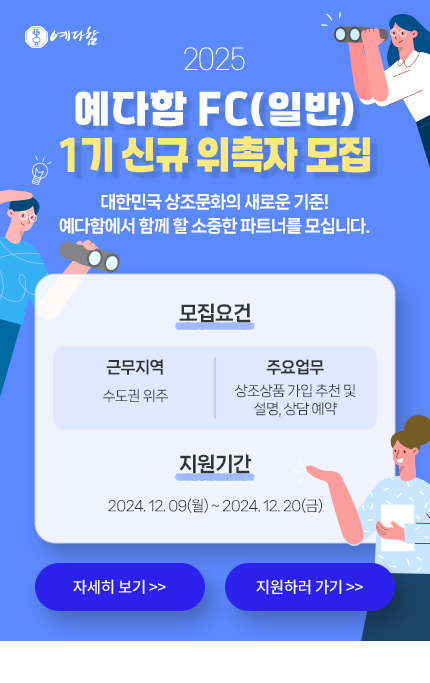 예다함
2025
예다함 FC(일반)
1기 신규 위촉자 모집
대한민국 상조문화의 새로운 기준!
예다함에서 함께 할 소중한 파트너를 모십니다.
모집요건
근무지역
수도권 위주
주요업무
상조상품 가입 추천 및
설명, 상담 예약
지원기간
2024. 12. 09(월) ~ 2024. 12. 20(금)
자세히 보기 >>
지원하러 가기 >>